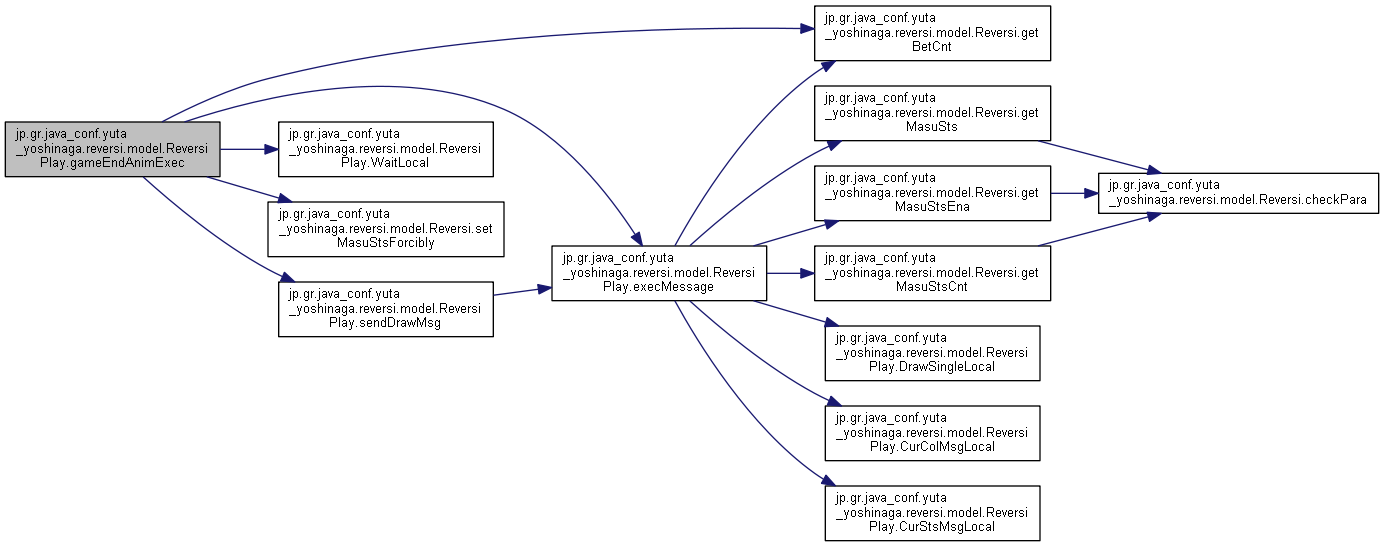 jp.gr.java_conf.yuta
_yoshinaga.reversi.model.Reversi
Play.gameEndAnimExec
jp.gr.java_conf.yuta
_yoshinaga.reversi.model.Reversi
Play.WaitLocal
jp.gr.java_conf.yuta
_yoshinaga.reversi.model.Reversi.set
MasuStsForcibly
jp.gr.java_conf.yuta
_yoshinaga.reversi.model.Reversi
Play.sendDrawMsg
jp.gr.java_conf.yuta
_yoshinaga.reversi.model.Reversi
Play.execMessage
jp.gr.java_conf.yuta
_yoshinaga.reversi.model.Reversi.get
BetCnt
jp.gr.java_conf.yuta
_yoshinaga.reversi.model.Reversi.get
MasuSts
jp.gr.java_conf.yuta
_yoshinaga.reversi.model.Reversi.get
MasuStsEna
jp.gr.java_conf.yuta
_yoshinaga.reversi.model.Reversi.get
MasuStsCnt
jp.gr.java_conf.yuta
_yoshinaga.reversi.model.Reversi
Play.DrawSingleLocal
jp.gr.java_conf.yuta
_yoshinaga.reversi.model.Reversi
Play.CurColMsgLocal
jp.gr.java_conf.yuta
_yoshinaga.reversi.model.Reversi
Play.CurStsMsgLocal
jp.gr.java_conf.yuta
_yoshinaga.reversi.model.Reversi.checkPara